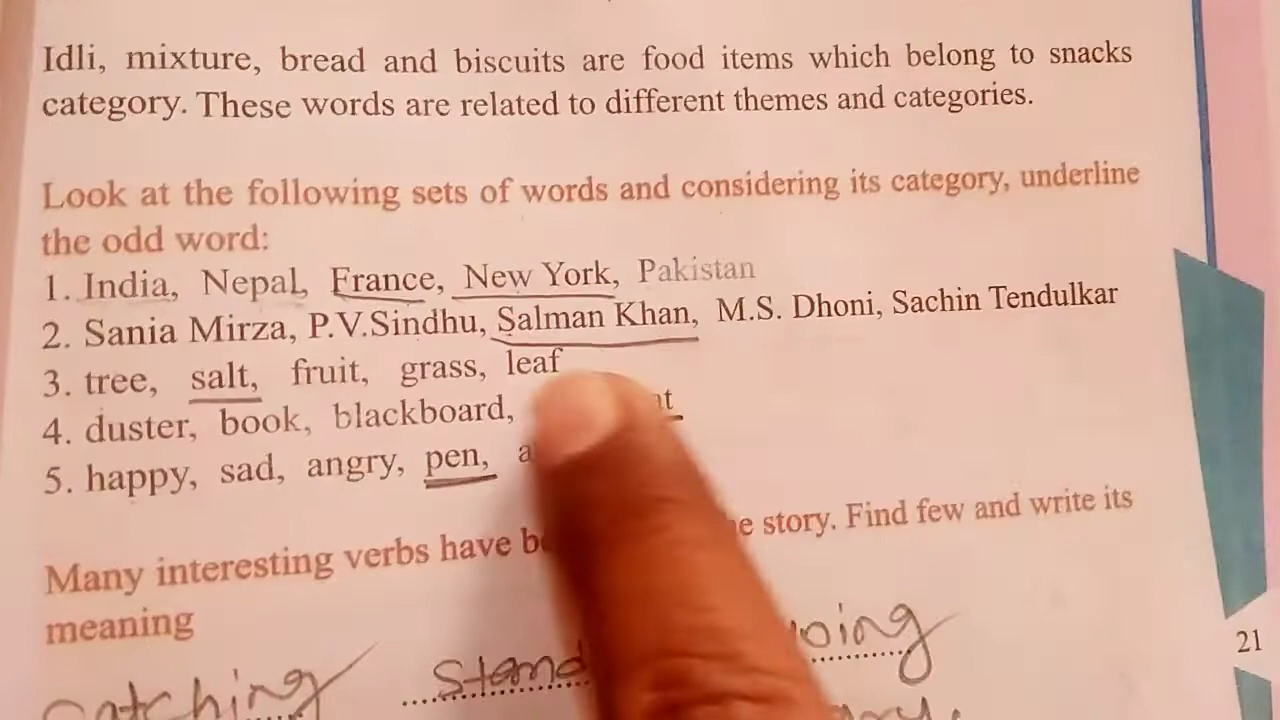 Idli, mixture, bread and biscuits are food items which belong to snacks
category. These words are related to different themes and categories.
Look at the following sets of words and considering its category, underline
the odd word:
1. India, Nepal, France, New York, Pakistan
2. Sania Mirza, P.V.Sindhu, Salman Khan, M.S. Dhoni, Sachin Tendulkar
3. tree, salt, fruit, grass, leaf
4. duster, book, blackboard,
5. happy, sad, angry, pen,
Many interesting verbs have story. Find few and write its
meaning
Catching Stand
21